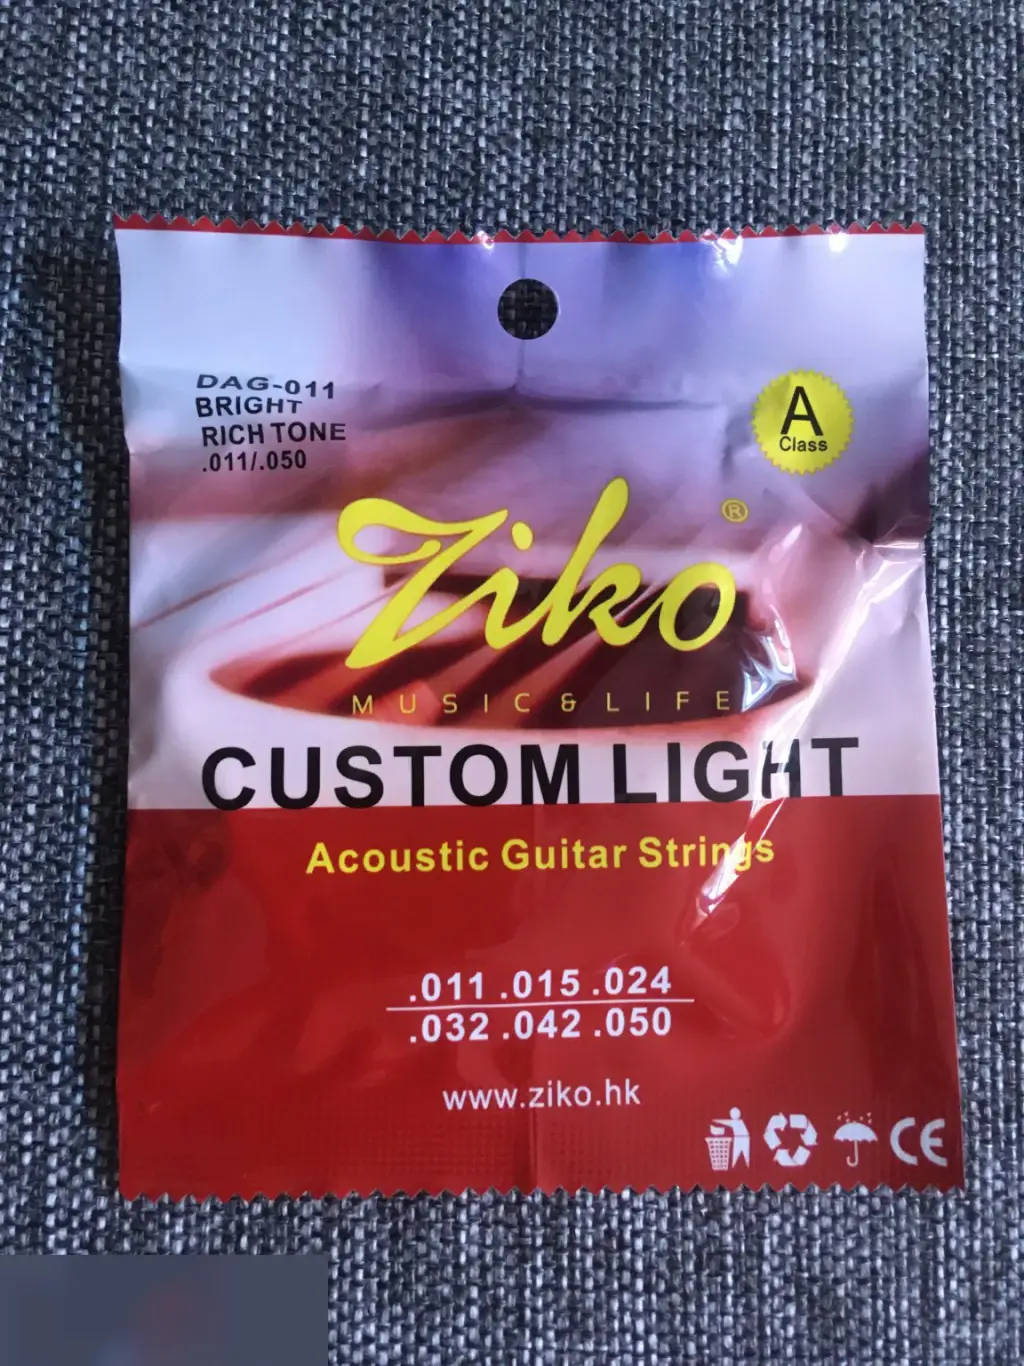 DAG-011
BRIGHT
RICH TONE
.011/.050
A
Class
Ziko®
MUSIC & LIFE
CUSTOM LIGHT
Acoustic Guitar Strings
.011 .015 .024
.032 .042 .050
www.ziko.hk
CE